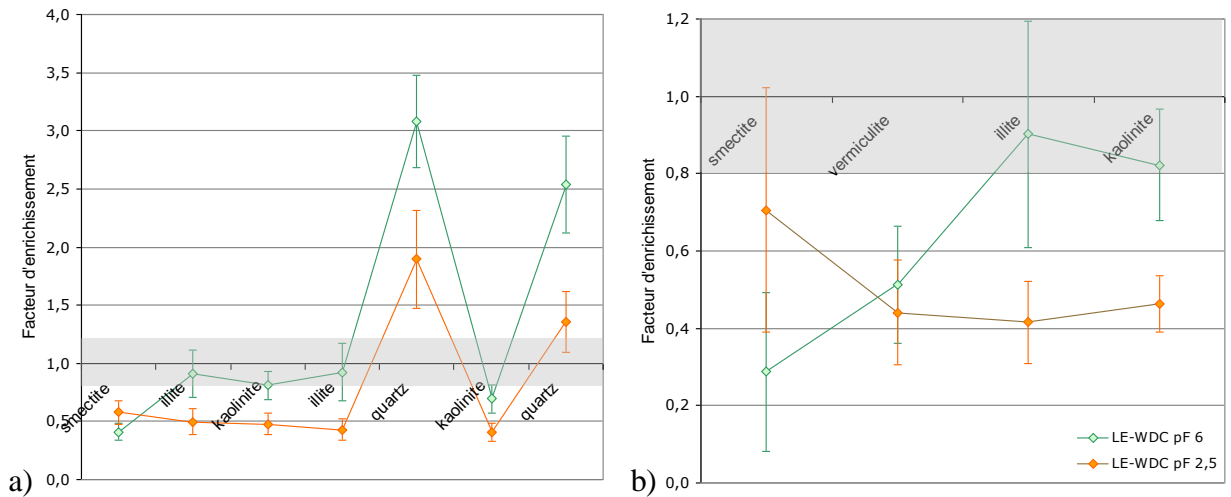 4,0
3,5
3,0
2,5
2,0
1,5
1,0
0,5
0,0
Facteur d'enrichissement
smectite
illite
kaolinite
illite
quartz
kaolinite
quartz
a)
1,2
1,0
0,8
0,6
0,4
0,2
0,0
Facteur d'enrichissement
smectite
vermiculite
illite
kaolinite
LE-WDC pF 6
LE-WDC pF 2,5
b)